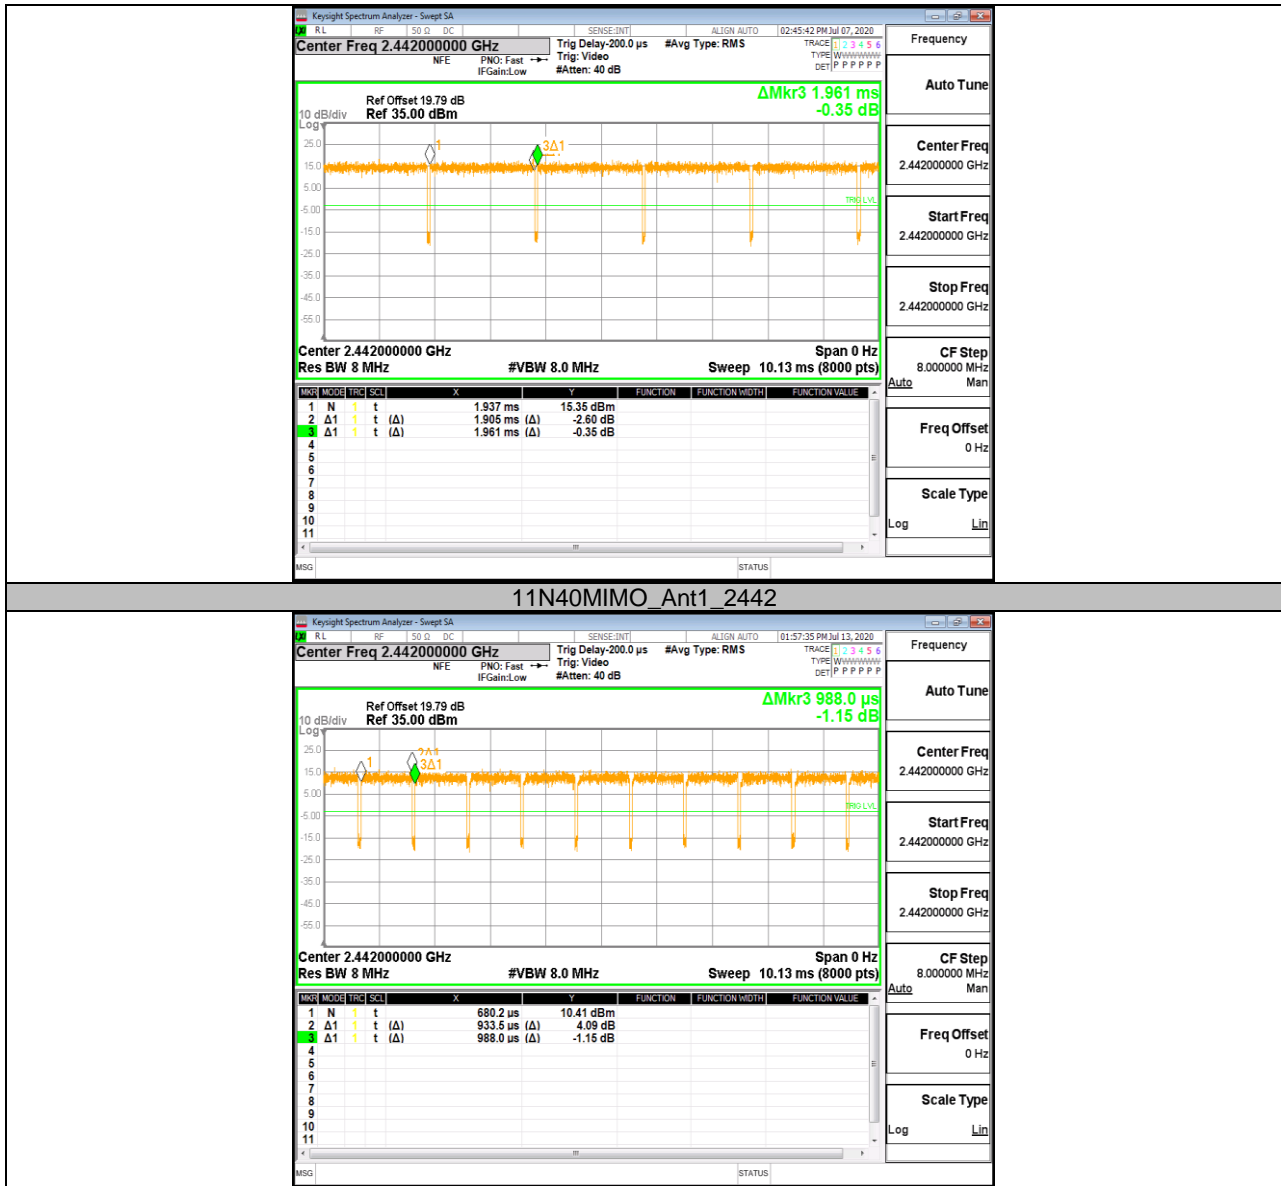 Keysight Spectrum Analyzer - Swept SA
RL RF 50 Ω DC SENSE:INT ALIGN AUTO 02:45:42 PM Jul 07, 2020
Center Freq 2.442000000 GHz
NFE PNO: Fast IFGain:Low
Trig Delay-200.0 µs #Avg Type: RMS
Trig: Video
#Atten: 40 dB
TRACE 1 2 3 4 5 6
TYPE WWWWWW
DET P P P P P P
Ref Offset 19.79 dB
10 dB/div Ref 35.00 dBm
Log
ΔMkr3 1.961 ms
-0.35 dB
25.0
15.0
5.00
-5.00
-15.0
-25.0
-35.0
-45.0
-55.0
1
3Δ1
TRIG LVL
Center 2.442000000 GHz Span 0 Hz
Res BW 8 MHz #VBW 8.0 MHz Sweep 10.13 ms (8000 pts)
MKR MODE TRC SCL X Y FUNCTION FUNCTION WIDTH FUNCTION VALUE
1 N 1 t 1.937 ms 15.35 dBm
2 Δ1 1 t (Δ) 1.905 ms (Δ) -2.60 dB
3 Δ1 1 t (Δ) 1.961 ms (Δ) -0.35 dB
4
5
6
7
8
9
10
11
MSG STATUS
Frequency
Auto Tune
Center Freq
2.442000000 GHz
Start Freq
2.442000000 GHz
Stop Freq
2.442000000 GHz
CF Step
8.000000 MHz
Auto Man
Freq Offset
0 Hz
Scale Type
Log Lin
11N40MIMO_Ant1_2442
Keysight Spectrum Analyzer - Swept SA
RL RF 50 Ω DC SENSE:INT ALIGN AUTO 01:57:35 PM Jul 13, 2020
Center Freq 2.442000000 GHz
NFE PNO: Fast IFGain:Low
Trig Delay-200.0 µs #Avg Type: RMS
Trig: Video
#Atten: 40 dB
TRACE 1 2 3 4 5 6
TYPE WWWWWW
DET P P P P P P
Ref Offset 19.79 dB
10 dB/div Ref 35.00 dBm
Log
ΔMkr3 988.0 µs
-1.15 dB
25.0
15.0
5.00
-5.00
-15.0
-25.0
-35.0
-45.0
-55.0
1
2Δ1
3Δ1
TRIG LVL
Center 2.442000000 GHz Span 0 Hz
Res BW 8 MHz #VBW 8.0 MHz Sweep 10.13 ms (8000 pts)
MKR MODE TRC SCL X Y FUNCTION FUNCTION WIDTH FUNCTION VALUE
1 N 1 t 680.2 µs 10.41 dBm
2 Δ1 1 t (Δ) 933.5 µs (Δ) 4.09 dB
3 Δ1 1 t (Δ) 988.0 µs (Δ) -1.15 dB
4
5
6
7
8
9
10
11
MSG STATUS
Frequency
Auto Tune
Center Freq
2.442000000 GHz
Start Freq
2.442000000 GHz
Stop Freq
2.442000000 GHz
CF Step
8.000000 MHz
Auto Man
Freq Offset
0 Hz
Scale Type
Log Lin